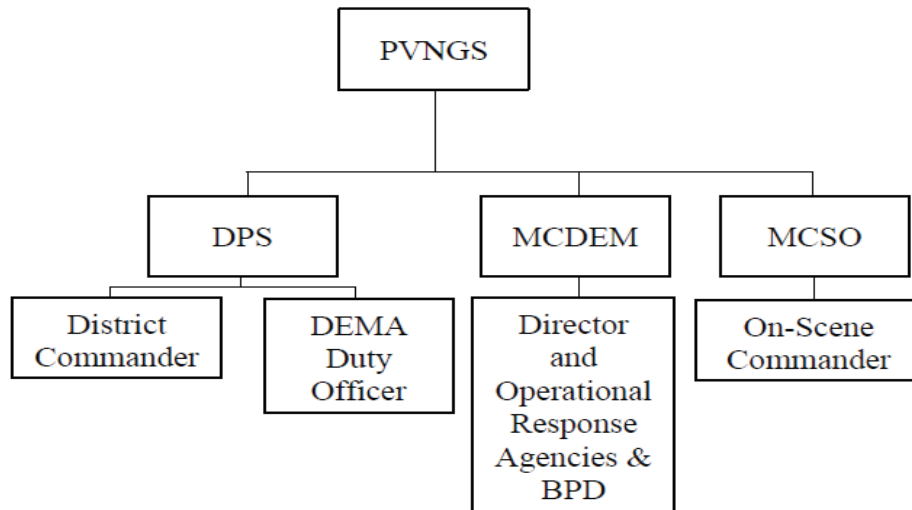 PVNGS
DPS
MCDEM
MCSO
District
Commander
DEMA
Duty
Officer
Director
and
Operational
Response
Agencies &
BPD
On-Scene
Commander